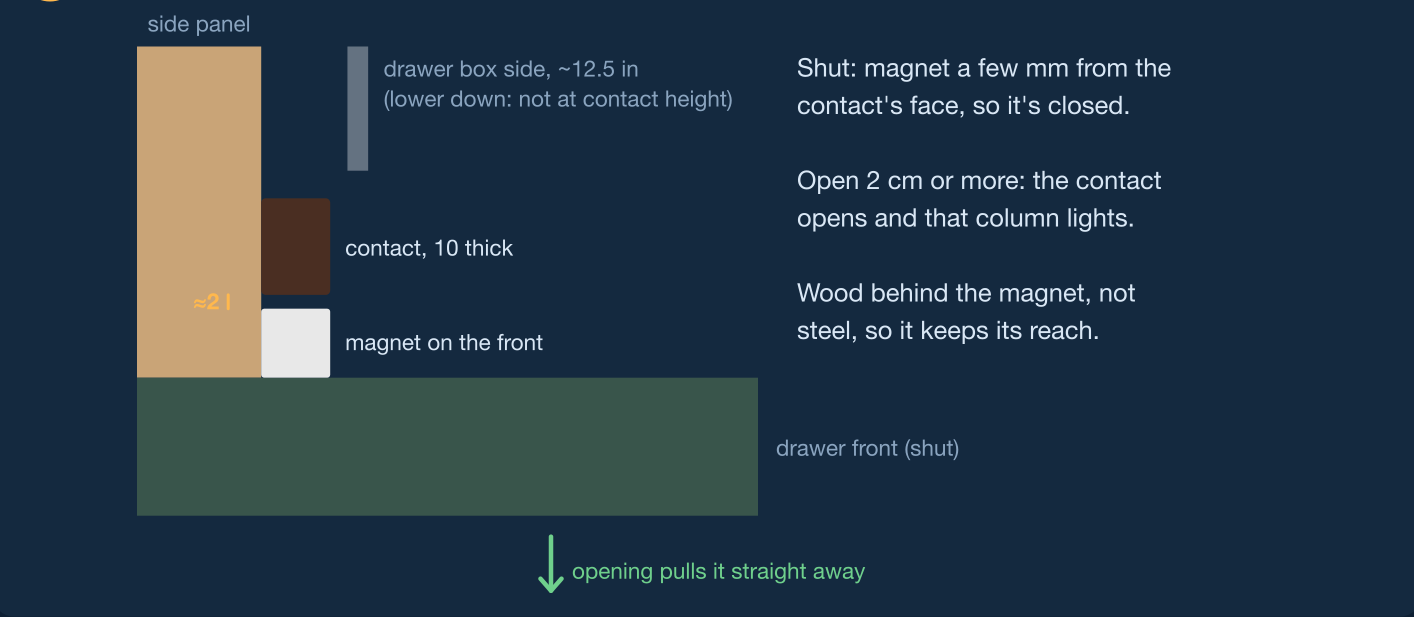 side panel
drawer box side, ~12.5 in
(lower down: not at contact height)
contact, 10 thick
≈2 l
magnet on the front
drawer front (shut)
opening pulls it straight away
Shut: magnet a few mm from the
contact's face, so it's closed.
Open 2 cm or more: the contact
opens and that column lights.
Wood behind the magnet, not
steel, so it keeps its reach.